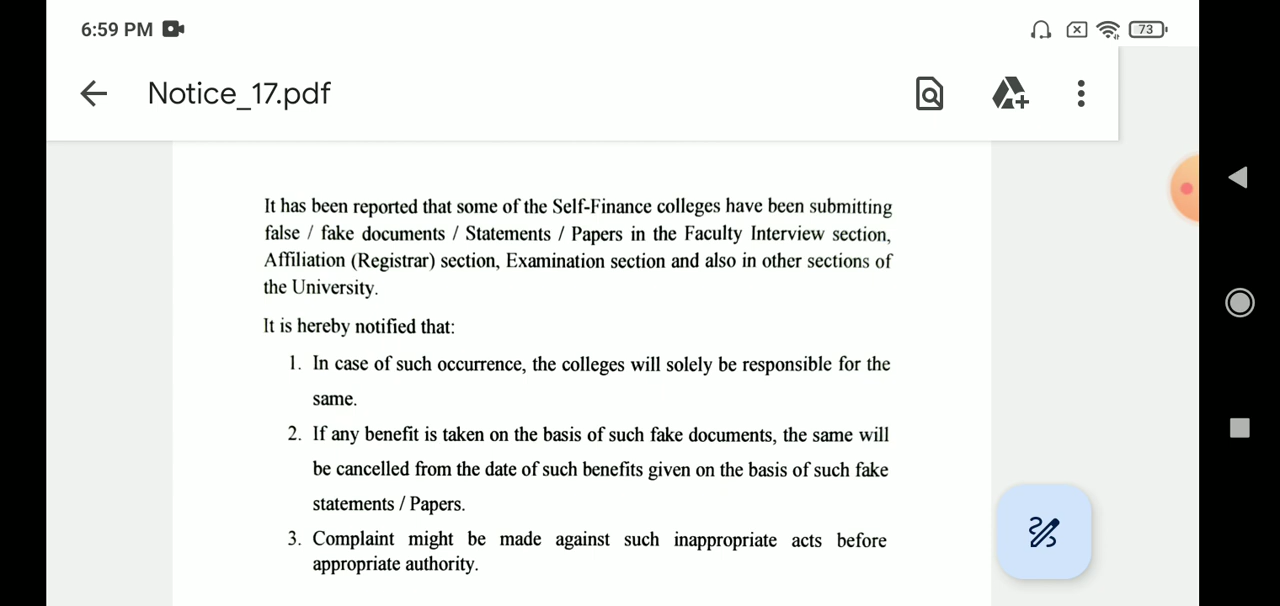 6:59 PM
73
Notice_17.pdf
It has been reported that some of the Self-Finance colleges have been submitting
false / fake documents / Statements / Papers in the Faculty Interview section,
Affiliation (Registrar) section, Examination section and also in other sections of
the University.
It is hereby notified that:
1. In case of such occurrence, the colleges will solely be responsible for the
same.
2. If any benefit is taken on the basis of such fake documents, the same will
be cancelled from the date of such benefits given on the basis of such fake
statements / Papers.
3. Complaint might be made against such inappropriate acts before
appropriate authority.